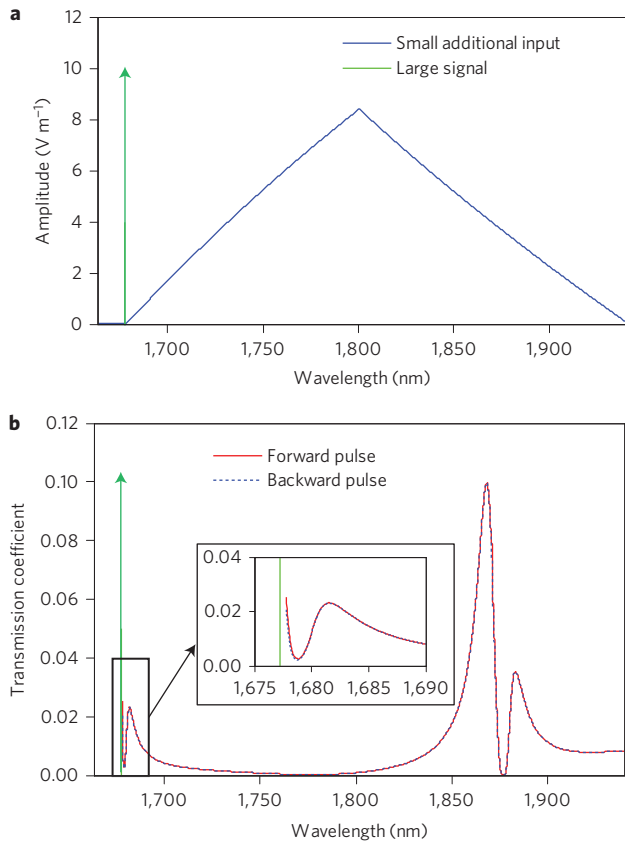 a
12
10
8
6
4
2
0
Amplitude (V m⁻¹)
Small additional input
Large signal
1,700 1,750 1,800 1,850 1,900
Wavelength (nm)
b
0.12
0.10
0.08
0.06
0.04
0.02
0.00
Transmission coefficient
Forward pulse
Backward pulse
0.04
0.02
0.00
1,675 1,680 1,685 1,690
1,700 1,750 1,800 1,850 1,900
Wavelength (nm)